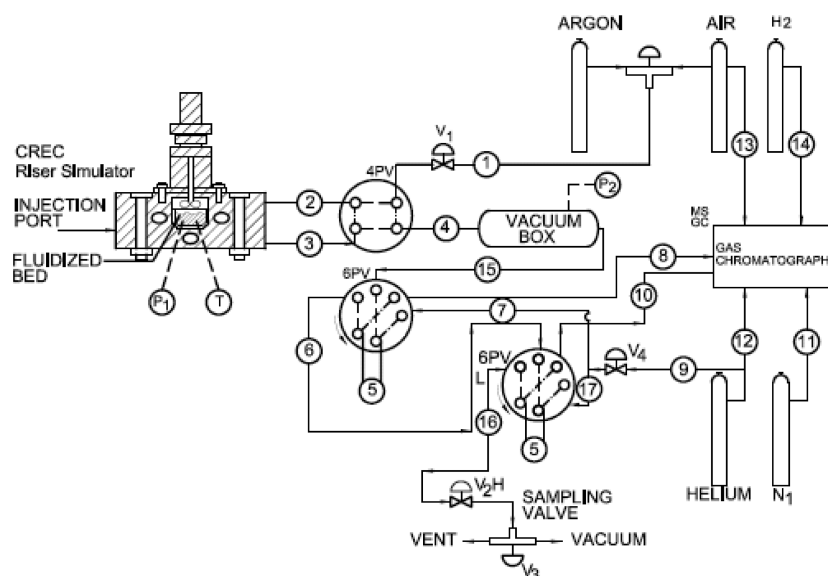 ARGON
AIR
H2
CREC
Riser Simulator
INJECTION
PORT
FLUIDIZED
BED
P1
T
V1
1
4PV
2
3
4
P2
VACUUM
BOX
13
14
MS
GC
GAS
CHROMATOGRAPH
15
8
6PV
7
10
6
5
6PV
L
V4
9
12
11
17
16
5
V2H
SAMPLING
VALVE
HELIUM
N1
VENT
VACUUM
V3